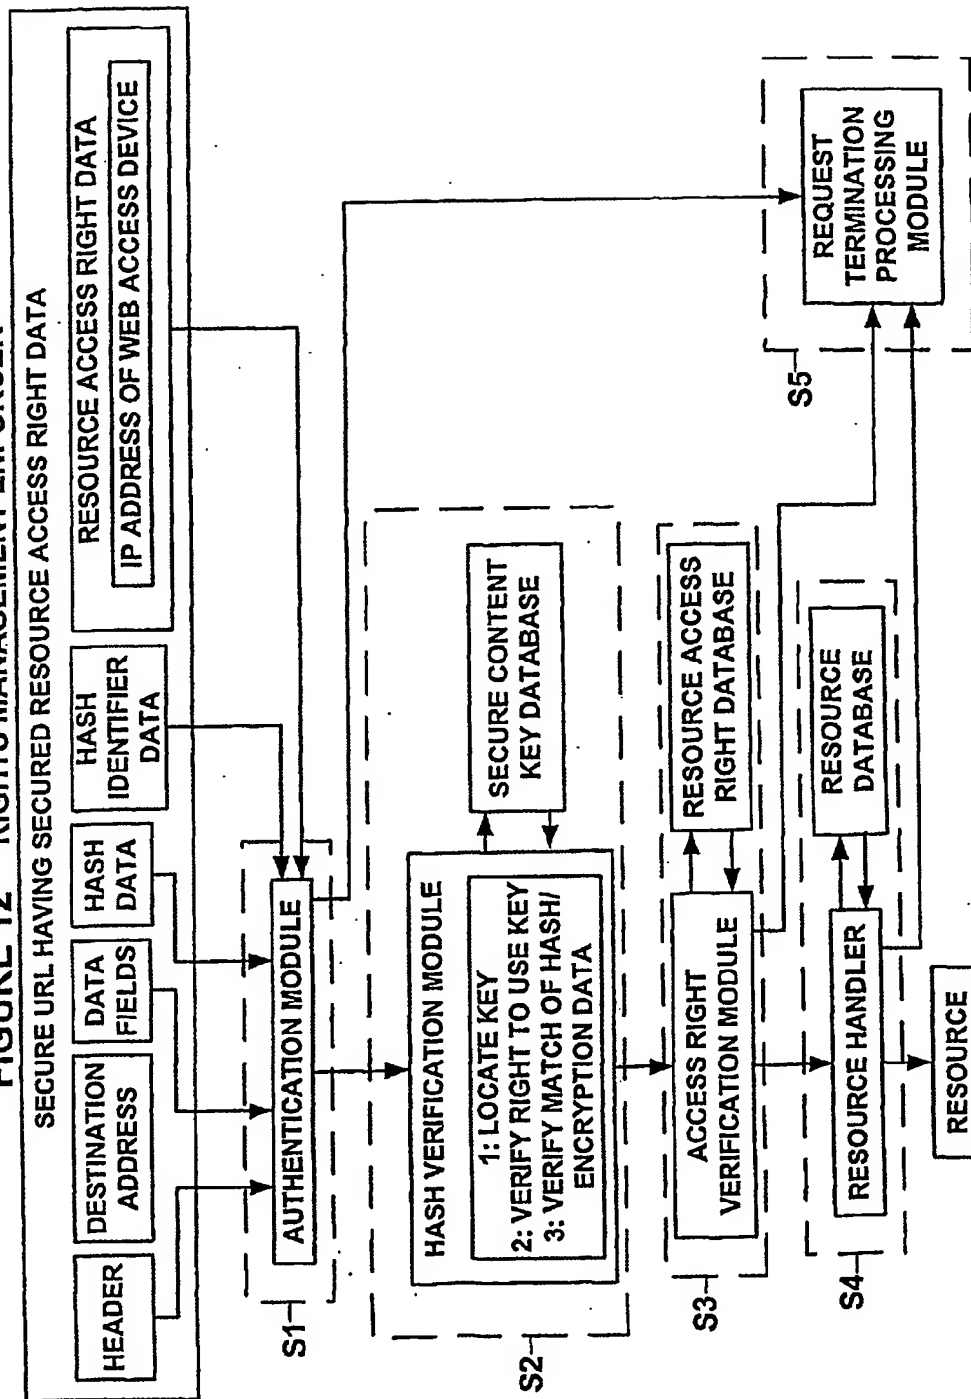 FIGURE 12 RIGHTS MANAGEMENT ENFORCER
SECURE URL HAVING SECURED RESOURCE ACCESS RIGHT DATA
HEADER
DESTINATION
ADDRESS
DATA
FIELDS
HASH
DATA
HASH
IDENTIFIER
DATA
RESOURCE ACCESS RIGHT DATA
IP ADDRESS OF WEB ACCESS DEVICE
S1
AUTHENTICATION MODULE
S2
HASH VERIFICATION MODULE
1: LOCATE KEY
2: VERIFY RIGHT TO USE KEY
3: VERIFY MATCH OF HASH/
ENCRYPTION DATA
SECURE CONTENT
KEY DATABASE
S3
ACCESS RIGHT
VERIFICATION MODULE
RESOURCE ACCESS
RIGHT DATABASE
S4
RESOURCE HANDLER
RESOURCE
DATABASE
S5
REQUEST
TERMINATION
PROCESSING
MODULE
RESOURCE